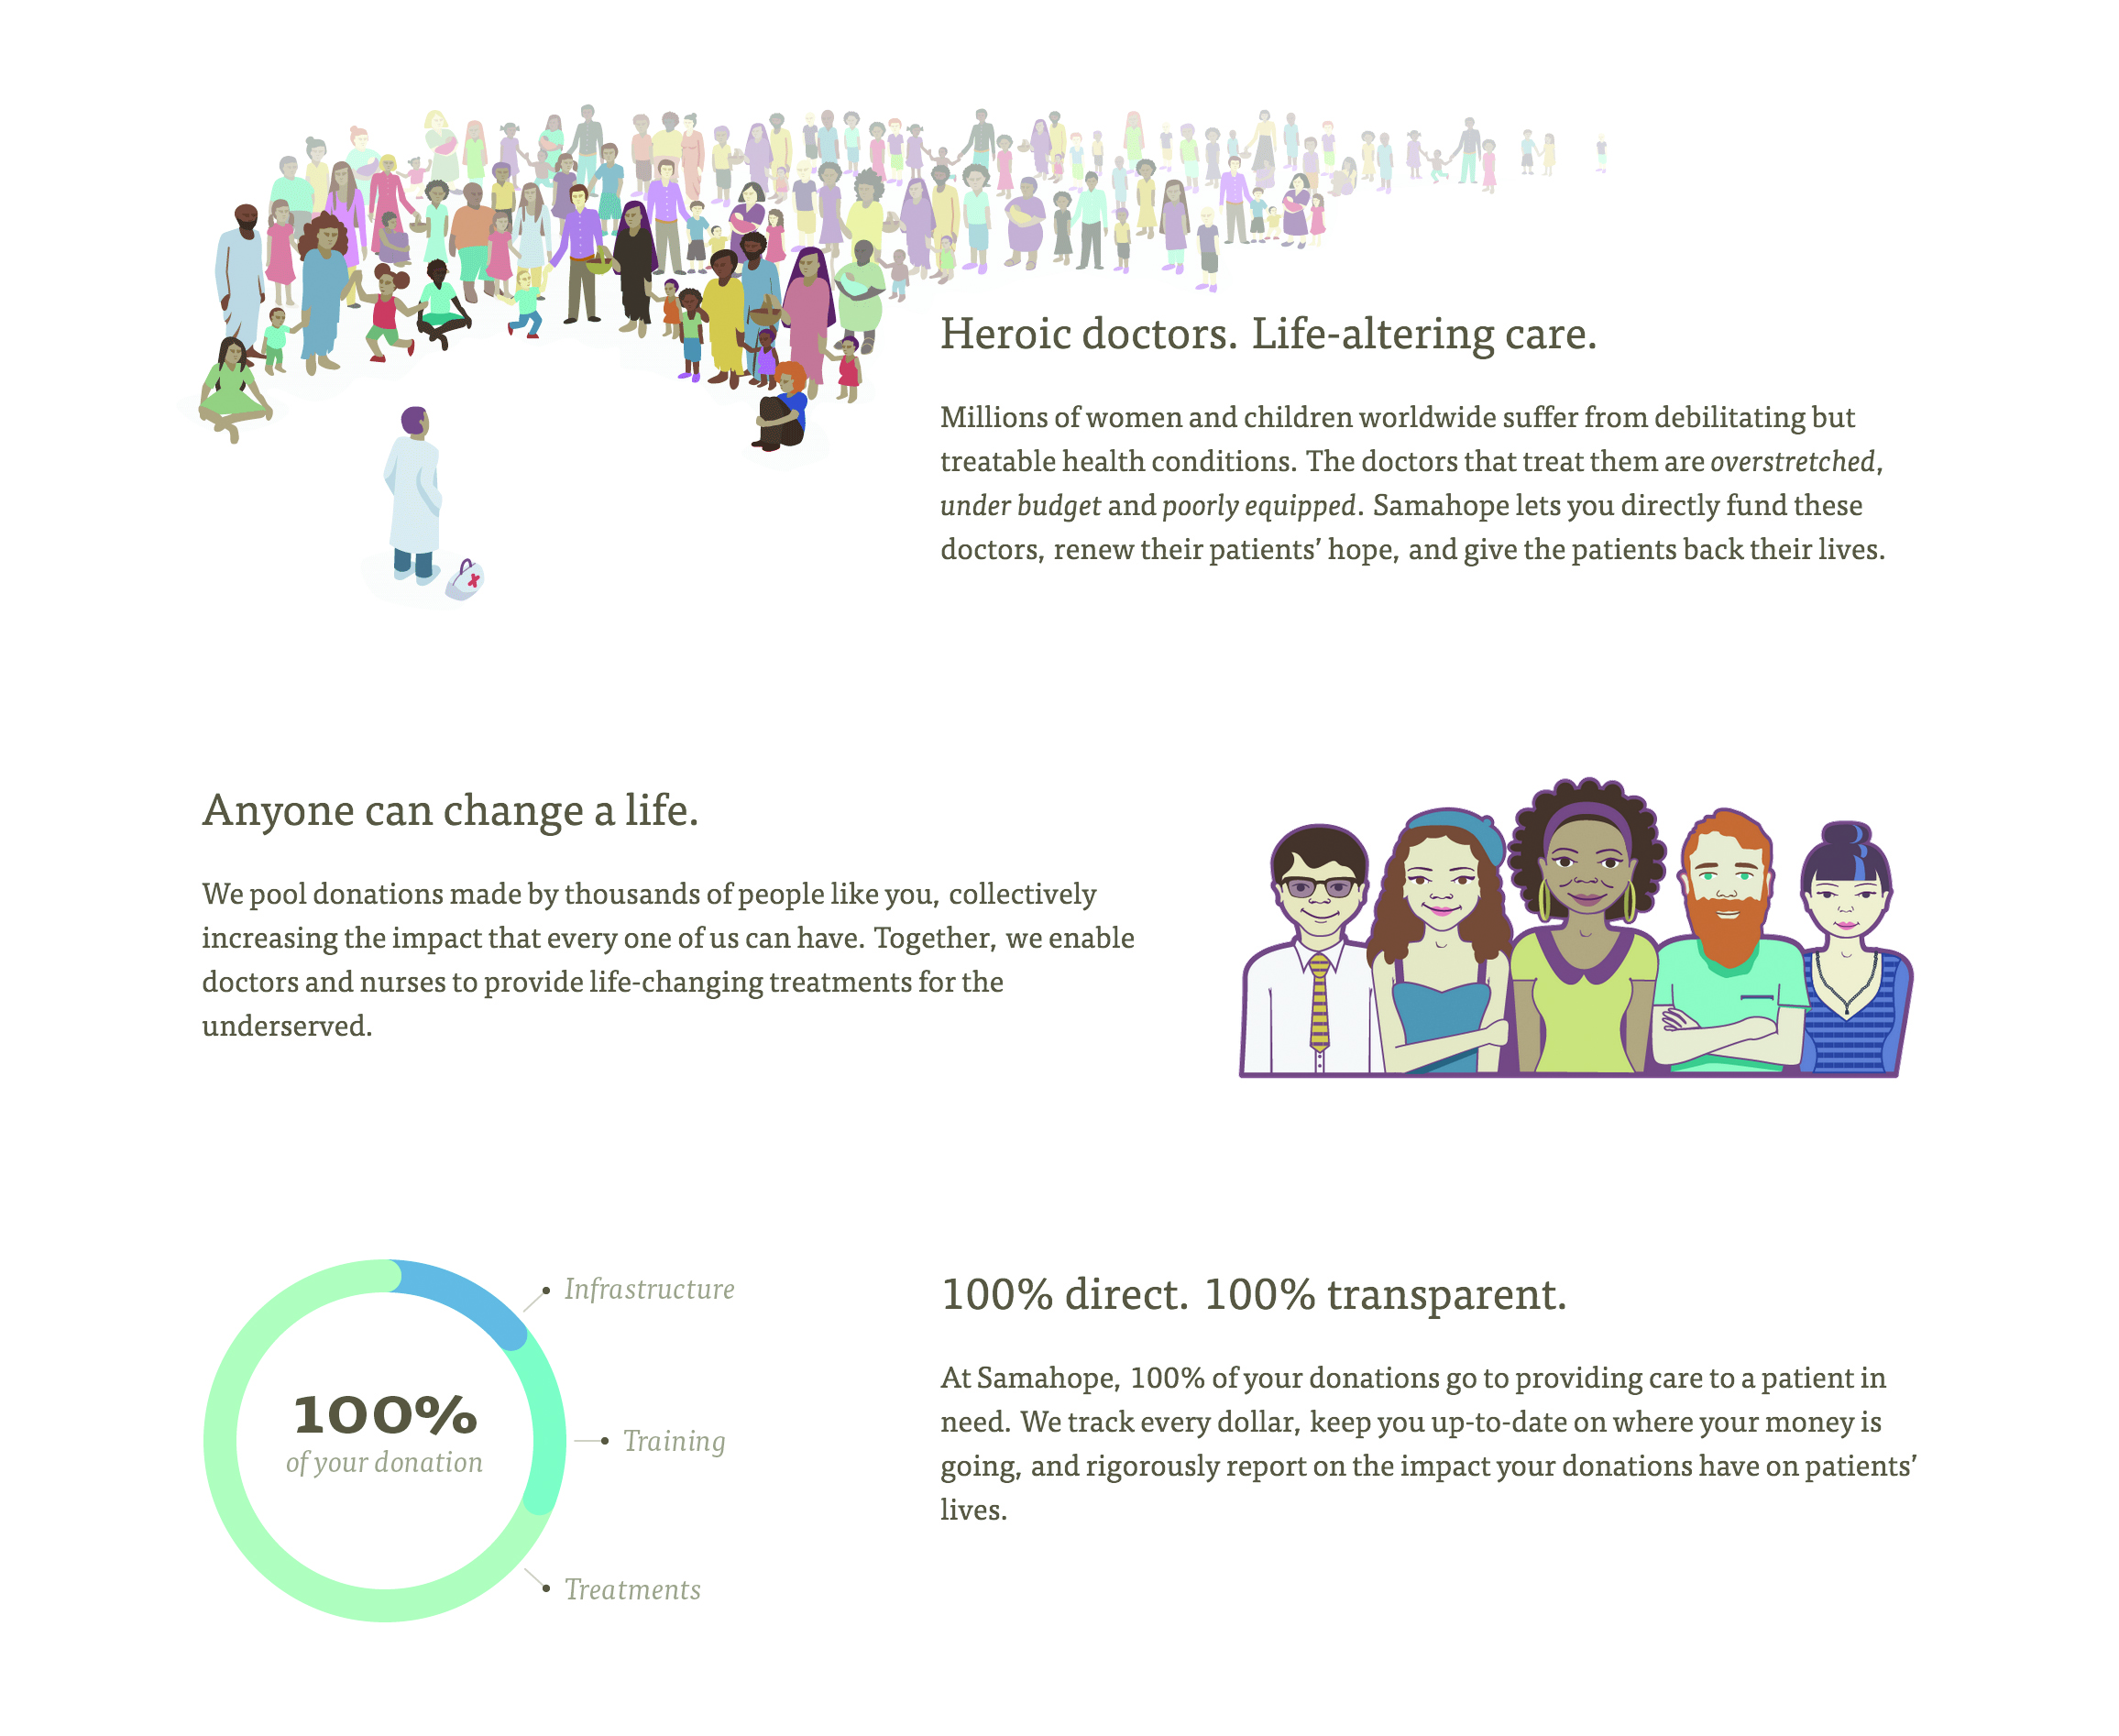 Heroic doctors. Life-altering care.
Millions of women and children worldwide suffer from debilitating but
treatable health conditions. The doctors that treat them are overstretched,
under budget and poorly equipped. Samahope lets you directly fund these
doctors, renew their patients’ hope, and give the patients back their lives.
Anyone can change a life.
We pool donations made by thousands of people like you, collectively
increasing the impact that every one of us can have. Together, we enable
doctors and nurses to provide life-changing treatments for the
underserved.
100%
of your donation
Infrastructure
Training
Treatments
100% direct. 100% transparent.
At Samahope, 100% of your donations go to providing care to a patient in
need. We track every dollar, keep you up-to-date on where your money is
going, and rigorously report on the impact your donations have on patients’
lives.